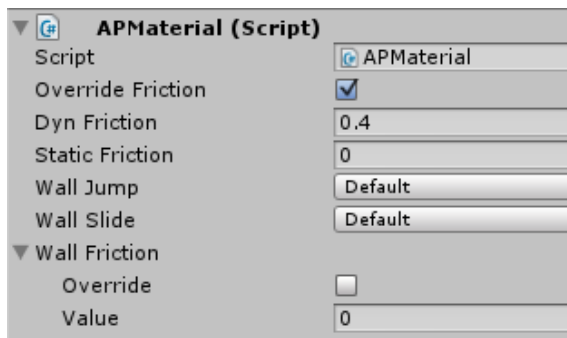 APMaterial (Script)
Script APMaterial
Override Friction
Dyn Friction 0.4
Static Friction 0
Wall Jump Default
Wall Slide Default
Wall Friction
Override
Value 0